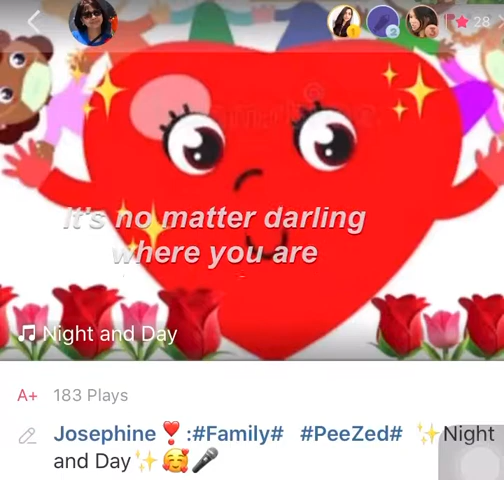 28
It's no matter darling
where you are
Night and Day
A+ 183 Plays
Josephine❣️:#Family# #PeeZed# ✨Night
and Day✨🥰🎤